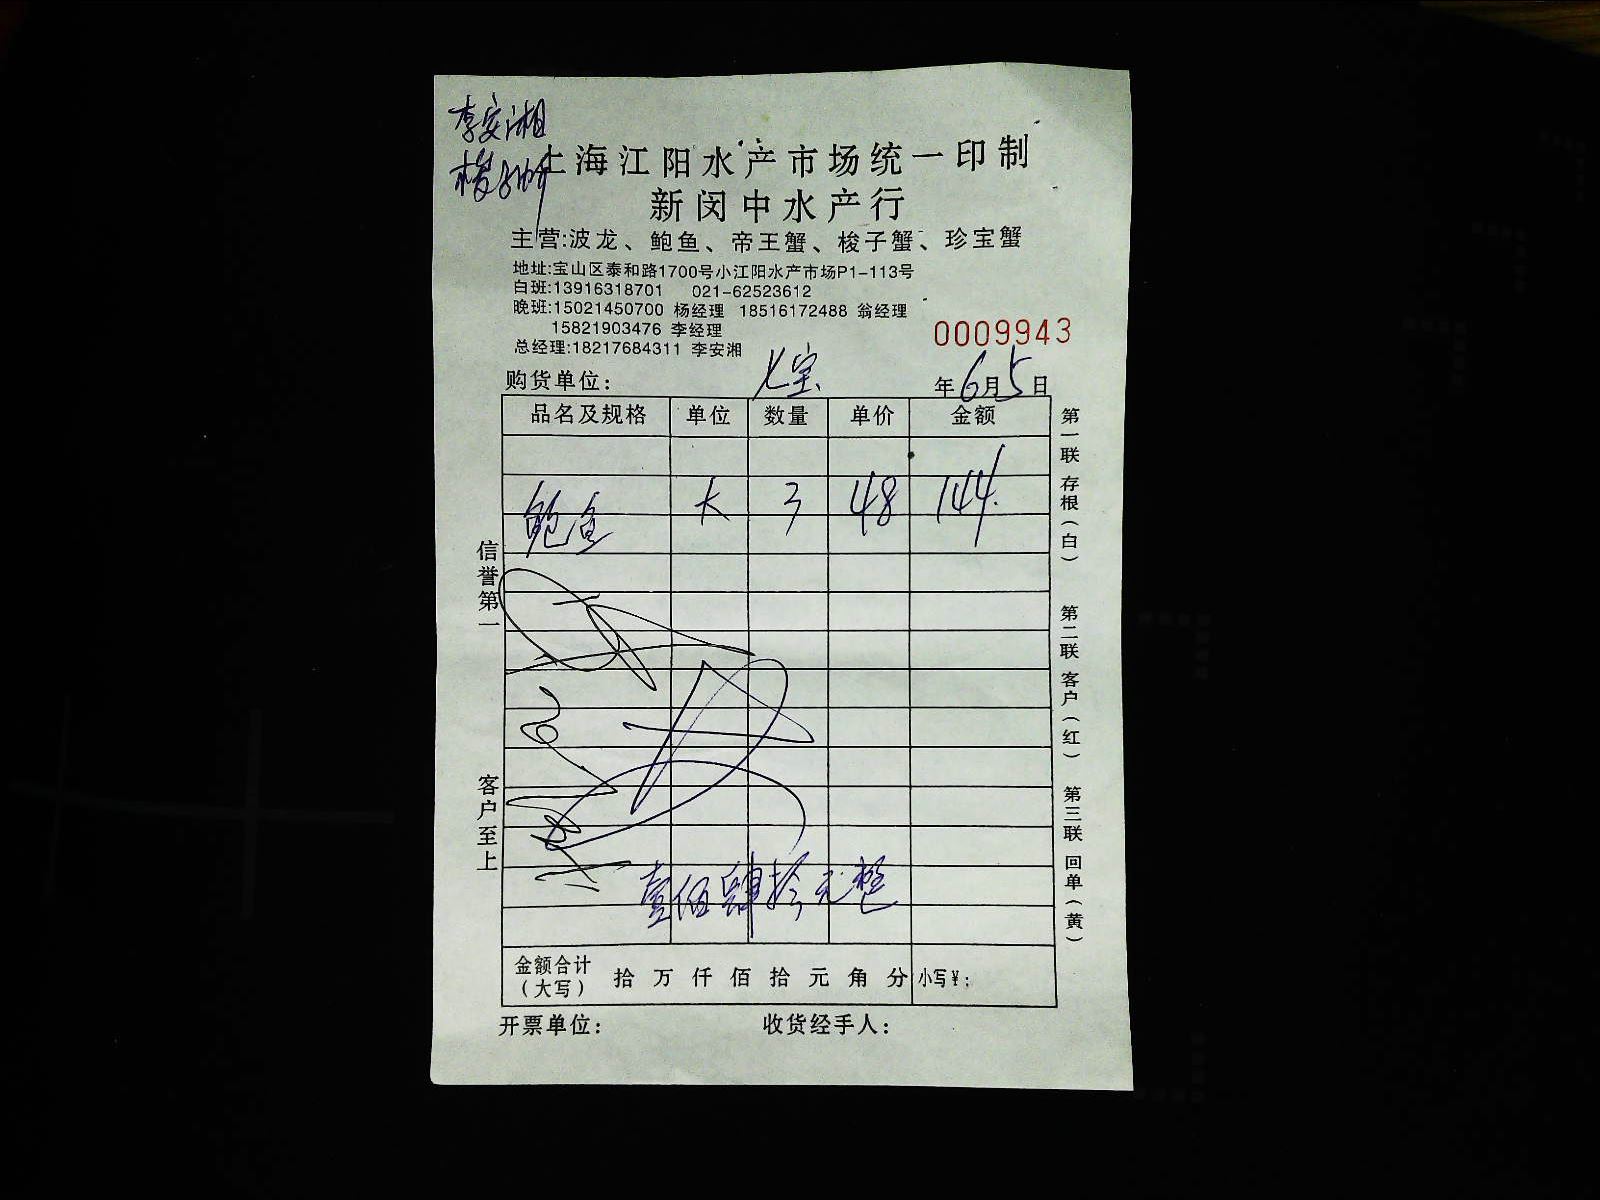 李安湘
梭子蟹
上海江阳水产市场统一印制
新闵中水产行
主营:波龙、鲍鱼、帝王蟹、梭子蟹、珍宝蟹
地址:宝山区泰和路1700号小江阳水产市场P1-113号
白班:13916318701 021-62523612
晚班:15021450700 杨经理 18516172488 翁经理
15821903476 李经理
总经理:18217684311 李安湘
0009943
购货单位: 七宝 年6月5日
品名及规格 单位 数量 单价 金额
鲍鱼 大 3 48 144.
壹佰肆拾元整
金额合计(大写) 拾 万 仟 佰 拾 元 角 分 小写¥:
开票单位: 收货经手人:
信誉第一
客户至上
第一联 存根(白)
第二联 客户(红)
第三联 回单(黄)